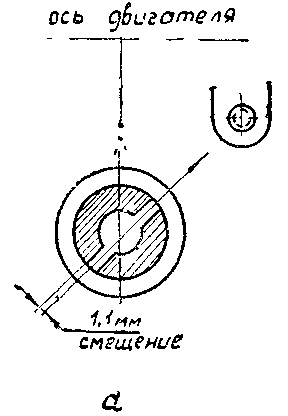 ось двигателя
1,1мм
смещение
а